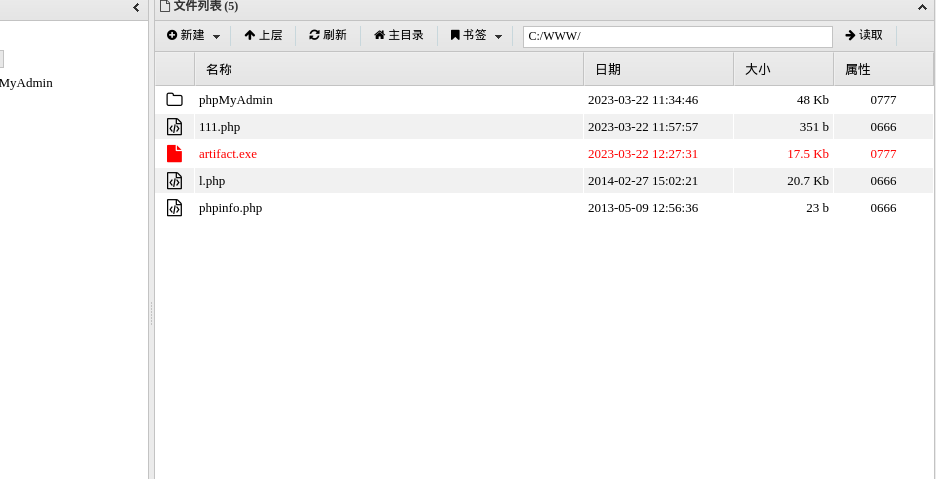 文件列表 (5)
新建 上层 刷新 主目录 书签 C:/WWW/ 读取
MyAdmin
名称 日期 大小 属性
phpMyAdmin 2023-03-22 11:34:46 48 Kb 0777
111.php 2023-03-22 11:57:57 351 b 0666
artifact.exe 2023-03-22 12:27:31 17.5 Kb 0777
l.php 2014-02-27 15:02:21 20.7 Kb 0666
phpinfo.php 2013-05-09 12:56:36 23 b 0666